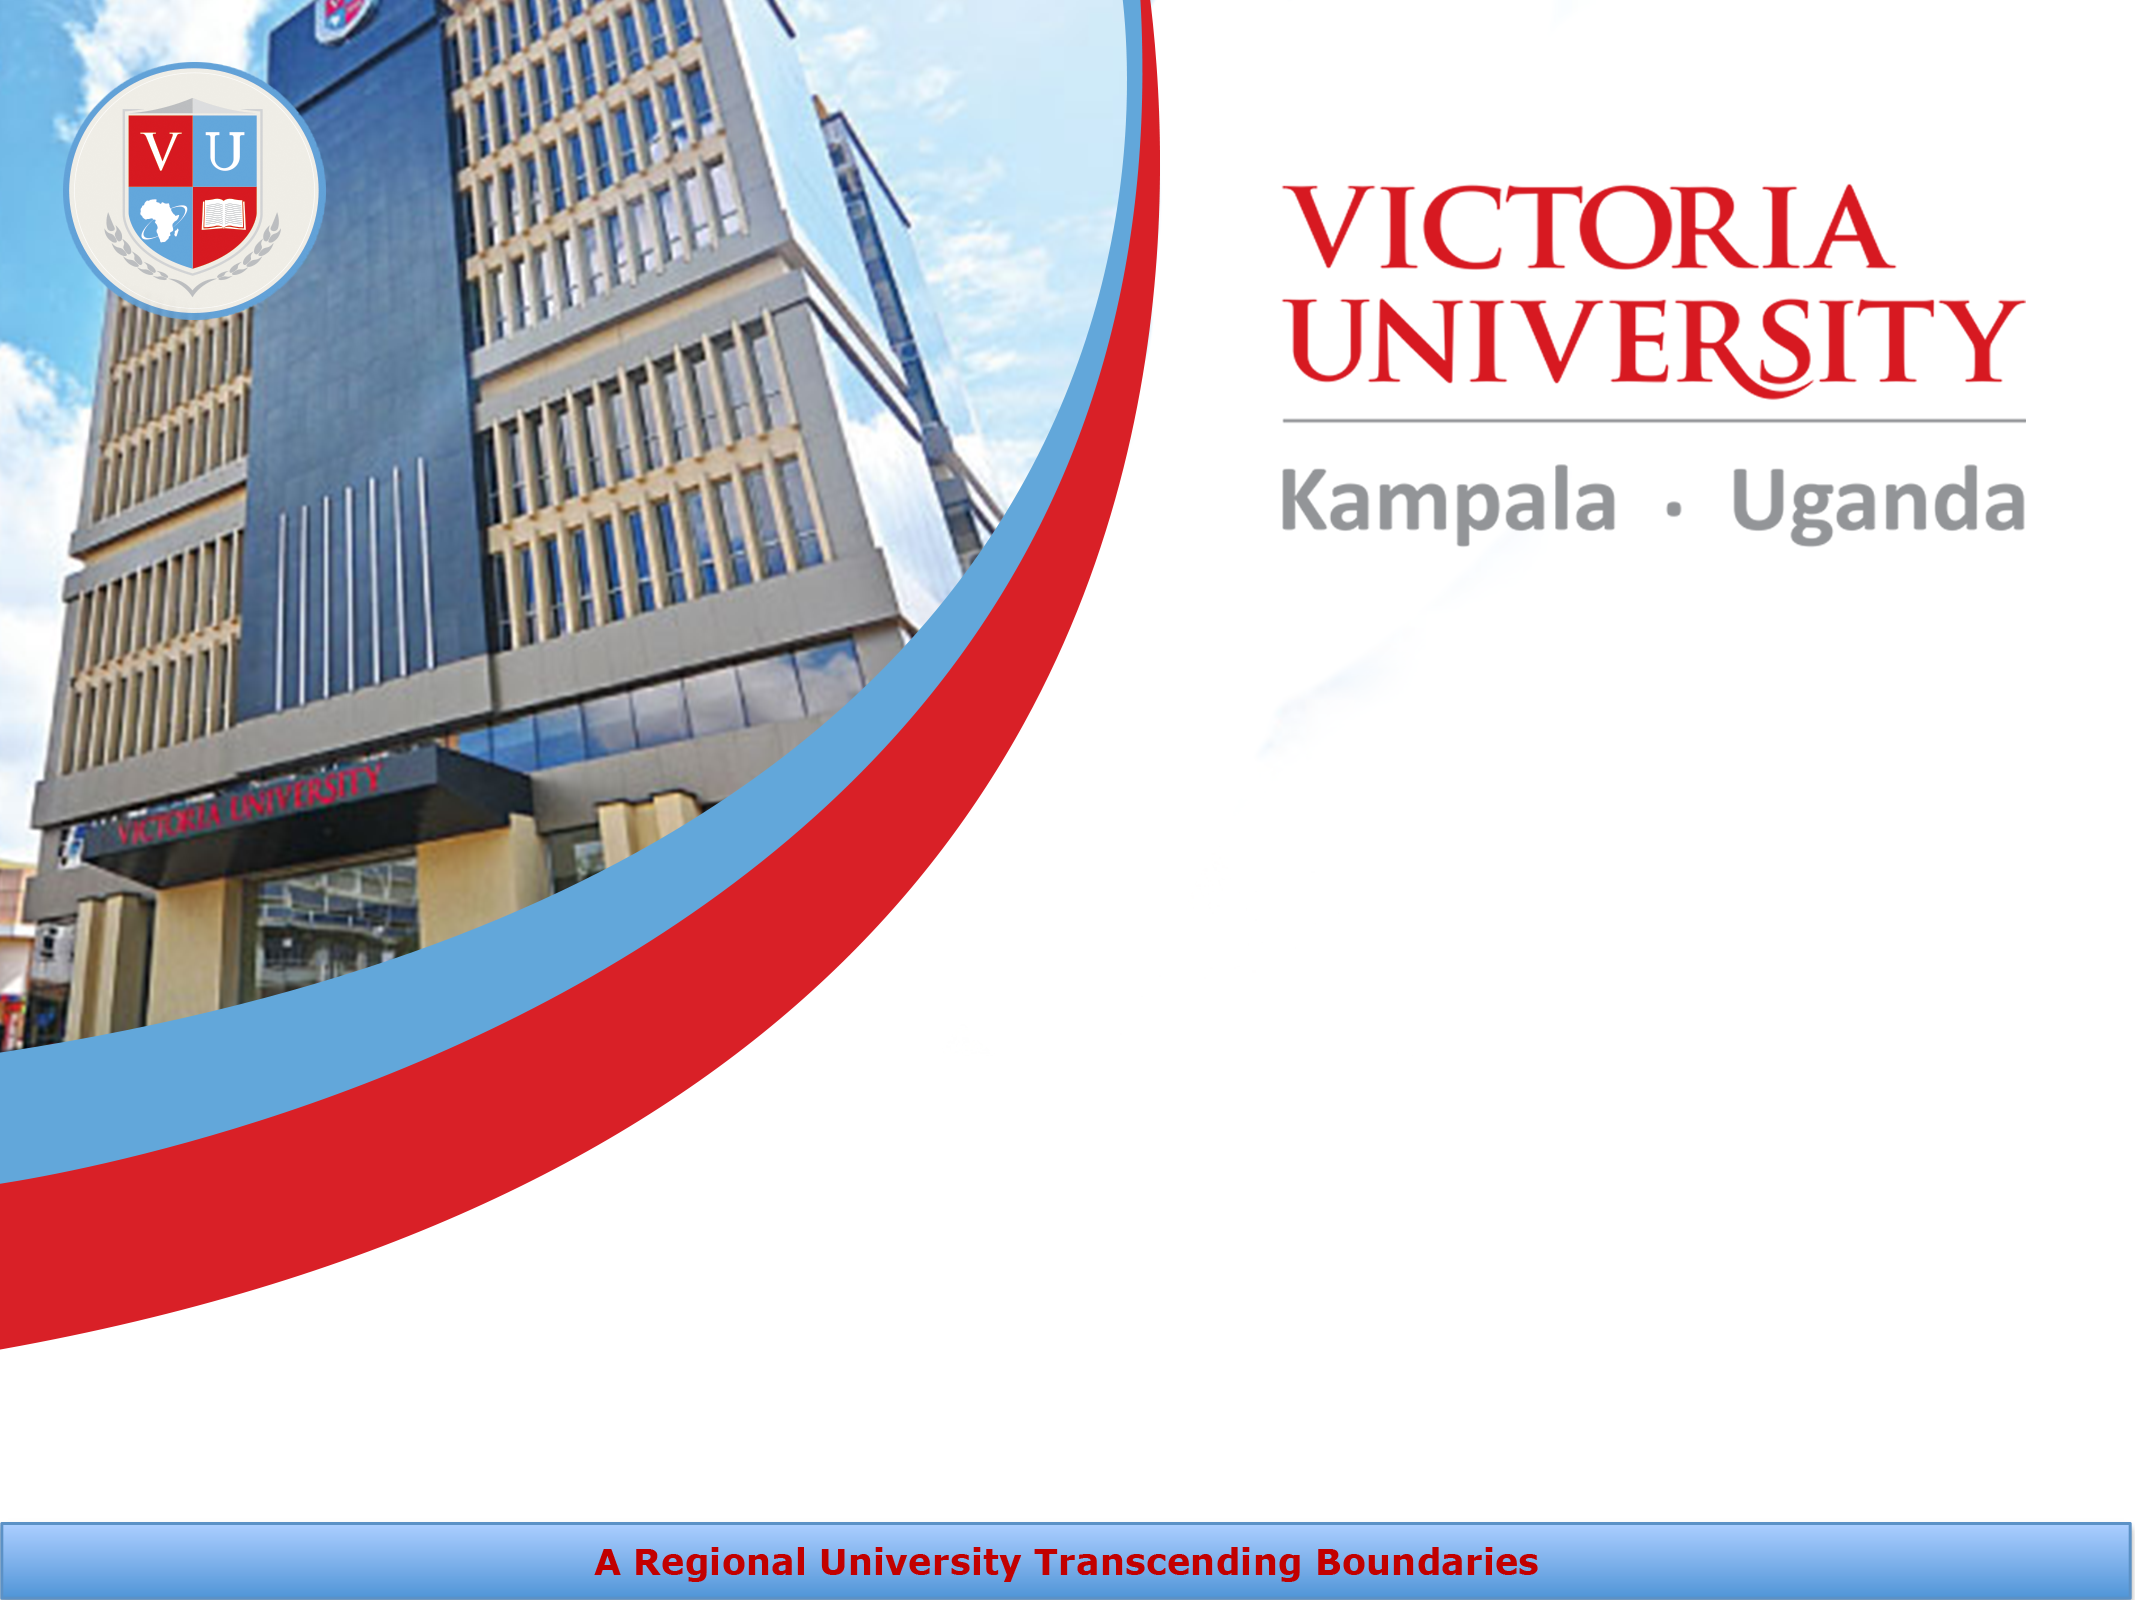 V U
VICTORIA
UNIVERSITY
Kampala · Uganda
VICTORIA UNIVERSITY
A Regional University Transcending Boundaries